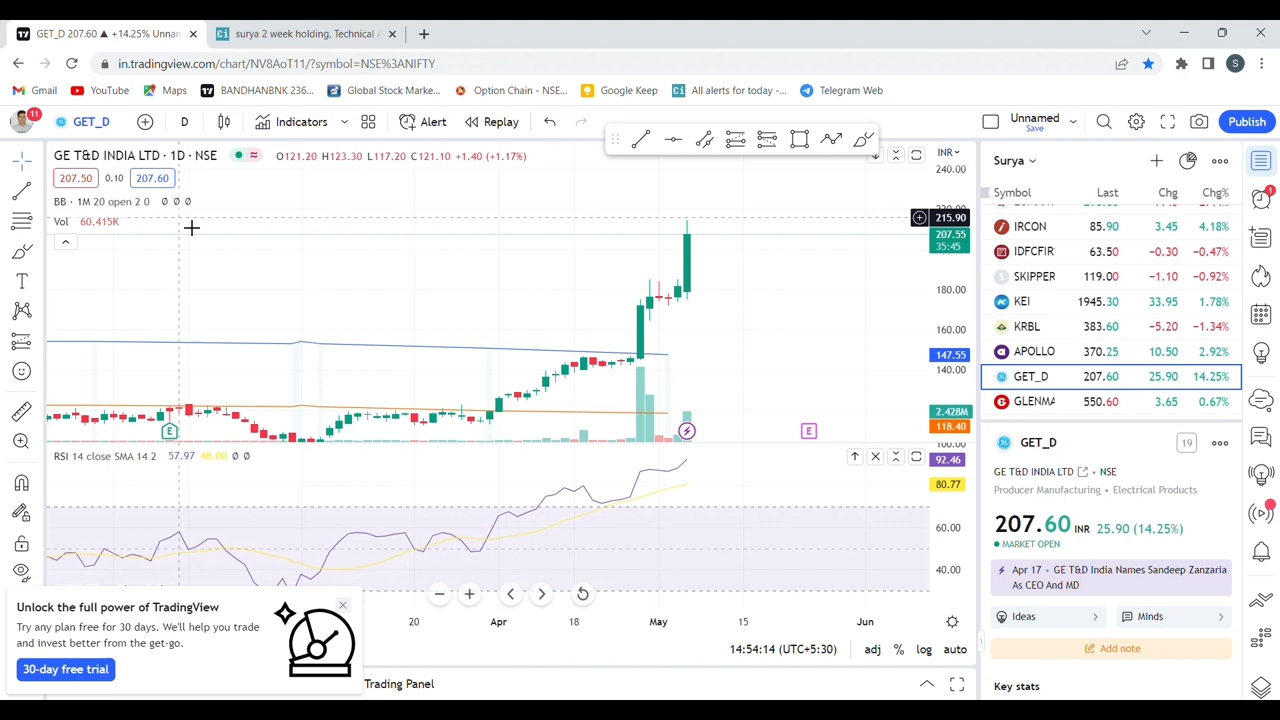 GET_D 207.60 ▲ +14.25% Unnan
surya 2 week holding, Technical A
in.tradingview.com/chart/NV8AoT11/?symbol=NSE%3ANIFTY
S
Gmail
YouTube
Maps
BANDHANBNK 236...
Global Stock Marke...
Option Chain - NSE...
Google Keep
All alerts for today -...
Telegram Web
11
GET_D
D
Indicators
Alert
Replay
Unnamed
Save
Publish
GE T&D INDIA LTD · 1D · NSE
O121.20 H123.30 L117.20 C121.10 +1.40 (+1.17%)
INR
207.50
0.10
207.60
BB · 1M 20 open 2 0 0 0 0
Vol 60.415K
240.00
215.90
207.55
35:45
180.00
160.00
147.55
140.00
2.428M
118.40
E
E
RSI 14 close SMA 14 2 57.97 48.00 0 0
100.00
92.46
80.77
60.00
40.00
20
Apr
18
May
15
Jun
14:54:14 (UTC+5:30)
adj
%
log
auto
Trading Panel
Unlock the full power of TradingView
Try any plan free for 30 days. We'll help you trade
and invest better from the get-go.
30-day free trial
Surya
Symbol Last Chg Chg%
IRCON 85.90 3.45 4.18%
IDFCFIR 63.50 −0.30 −0.47%
SKIPPER 119.00 −1.10 −0.92%
KEI 1945.30 33.95 1.78%
KRBL 383.60 −5.20 −1.34%
APOLLO 370.25 10.50 2.92%
GET_D 207.60 25.90 14.25%
GLENMA 550.60 3.65 0.67%
GET_D
19
GE T&D INDIA LTD • NSE
Producer Manufacturing • Electrical Products
207.60 INR 25.90 (14.25%)
MARKET OPEN
Apr 17 • GE T&D India Names Sandeep Zanzaria
As CEO And MD
Ideas
Minds
Add note
Key stats
1